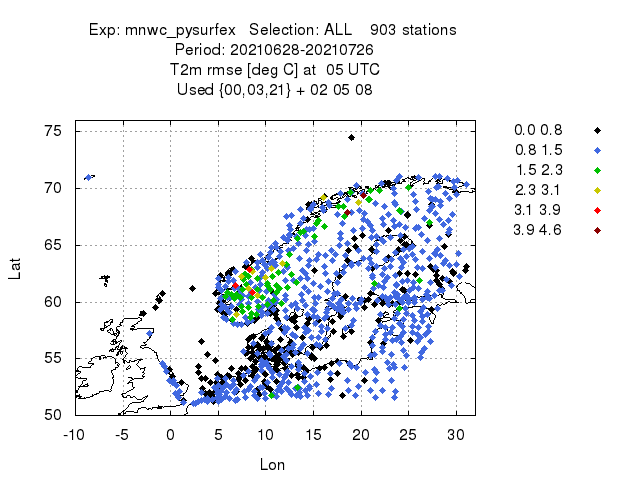 Exp: mnwc_pysurfex   Selection: ALL    903 stations
Period: 20210628-20210726
T2m rmse [deg C] at  05 UTC
Used {00,03,21} + 02 05 08
0.0 0.8
0.8 1.5
1.5 2.3
2.3 3.1
3.1 3.9
3.9 4.6
75
70
65
60
55
50
Lat
-10 -5 0 5 10 15 20 25 30
Lon